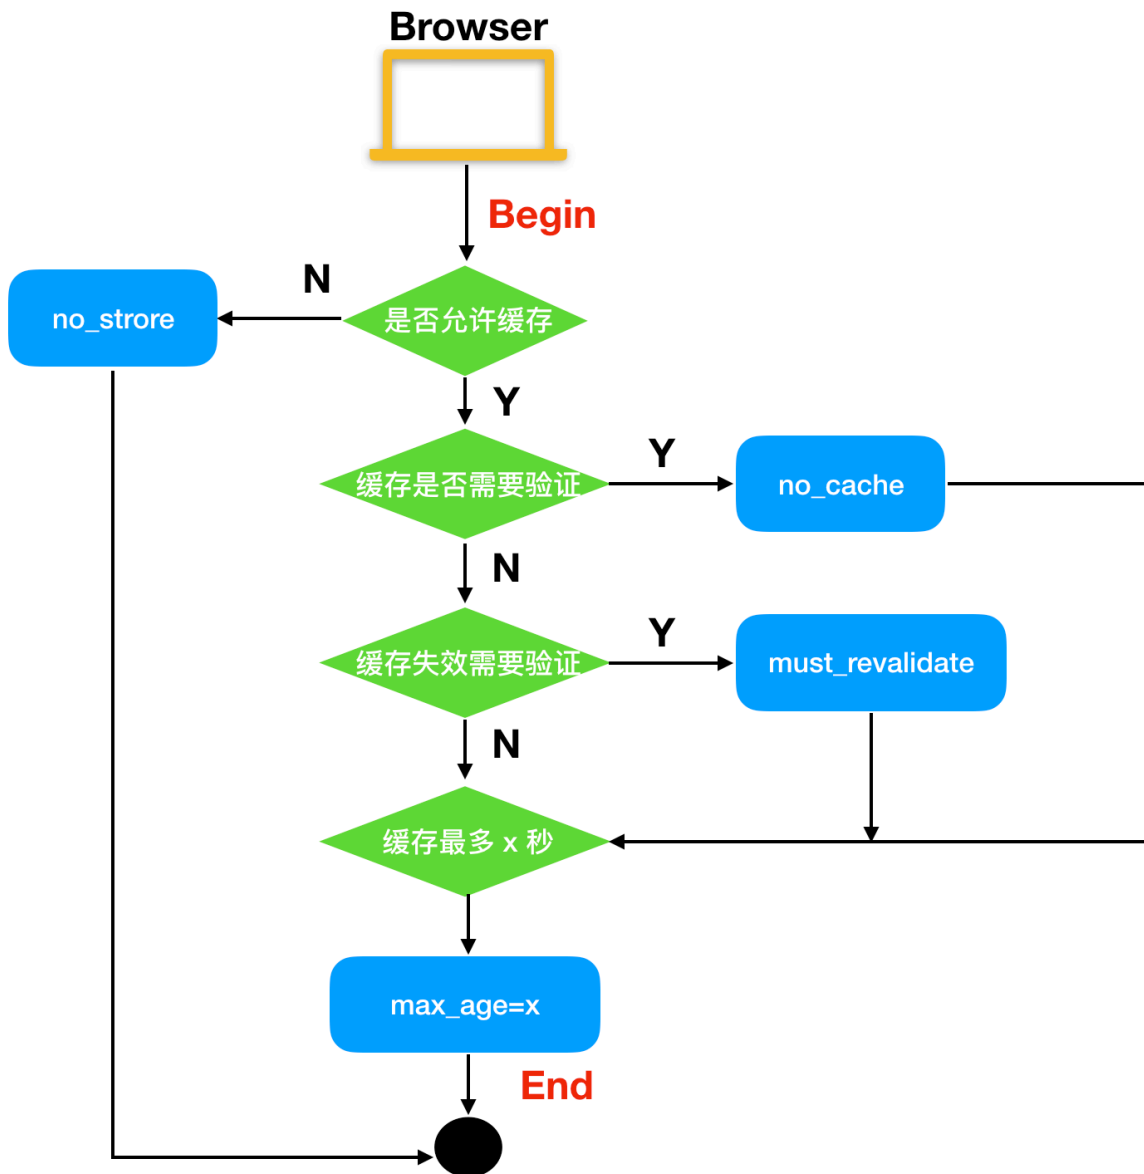 Browser
Begin
N
是否允许缓存
no_strore
Y
缓存是否需要验证
Y
no_cache
N
缓存失效需要验证
Y
must_revalidate
N
缓存最多 x 秒
max_age=x
End